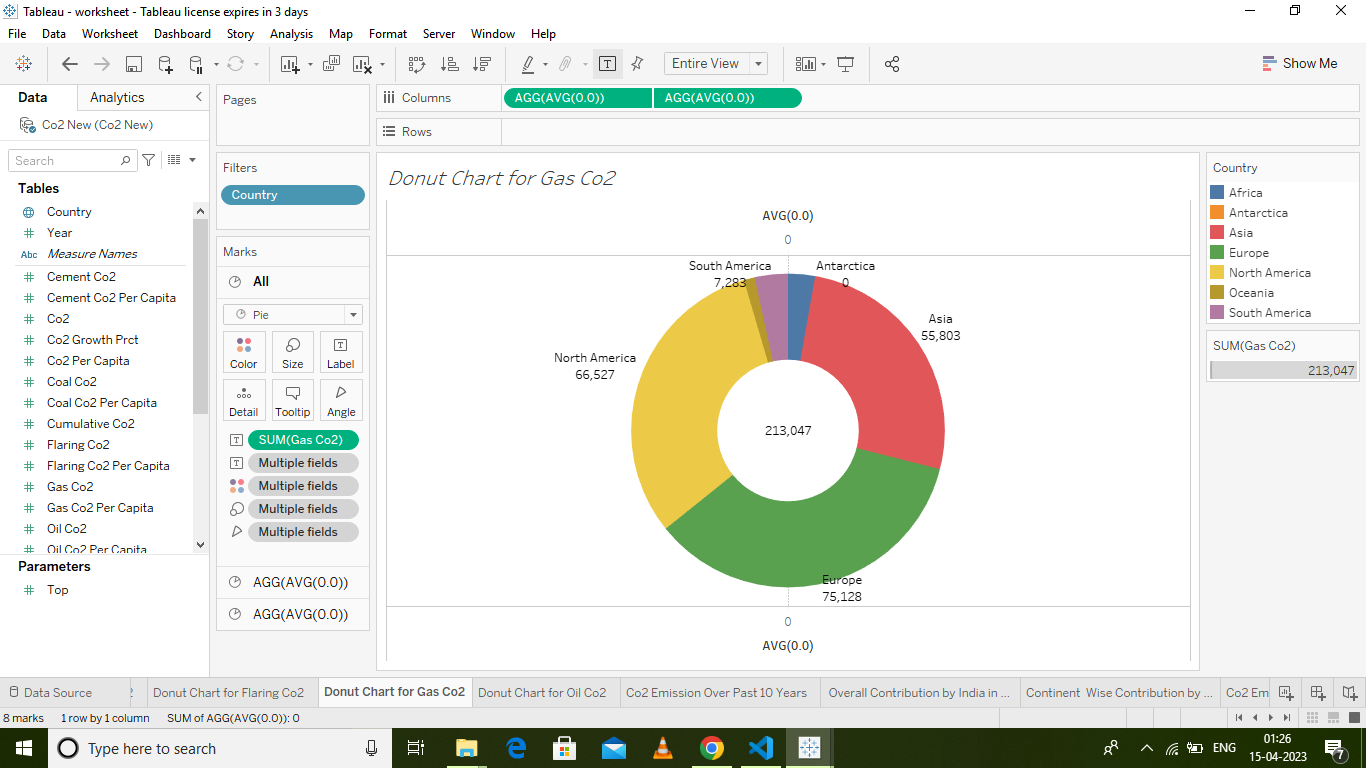 Tableau - worksheet - Tableau license expires in 3 days
File Data Worksheet Dashboard Story Analysis Map Format Server Window Help
Entire View
Show Me
Data Analytics
Co2 New (Co2 New)
Search
Tables
Country
Year
Abc Measure Names
Cement Co2
Cement Co2 Per Capita
Co2
Co2 Growth Prct
Co2 Per Capita
Coal Co2
Coal Co2 Per Capita
Cumulative Co2
Flaring Co2
Flaring Co2 Per Capita
Gas Co2
Gas Co2 Per Capita
Oil Co2
Oil Co2 Per Capita
Parameters
Top
Pages
Filters
Country
Marks
All
Pie
Color Size Label
Detail Tooltip Angle
SUM(Gas Co2)
Multiple fields
Multiple fields
Multiple fields
Multiple fields
AGG(AVG(0.0))
AGG(AVG(0.0))
Columns AGG(AVG(0.0)) AGG(AVG(0.0))
Rows
Donut Chart for Gas Co2
AVG(0.0)
0
South America
7,283
Antarctica
0
Asia
55,803
North America
66,527
213,047
Europe
75,128
0
AVG(0.0)
Country
Africa
Antarctica
Asia
Europe
North America
Oceania
South America
SUM(Gas Co2)
213,047
Data Source 2 Donut Chart for Flaring Co2 Donut Chart for Gas Co2 Donut Chart for Oil Co2 Co2 Emission Over Past 10 Years Overall Contribution by India in ... Continent Wise Contribution by ... Co2 Em
8 marks 1 row by 1 column SUM of AGG(AVG(0.0)): 0
Type here to search
ENG
01:26
15-04-2023
7